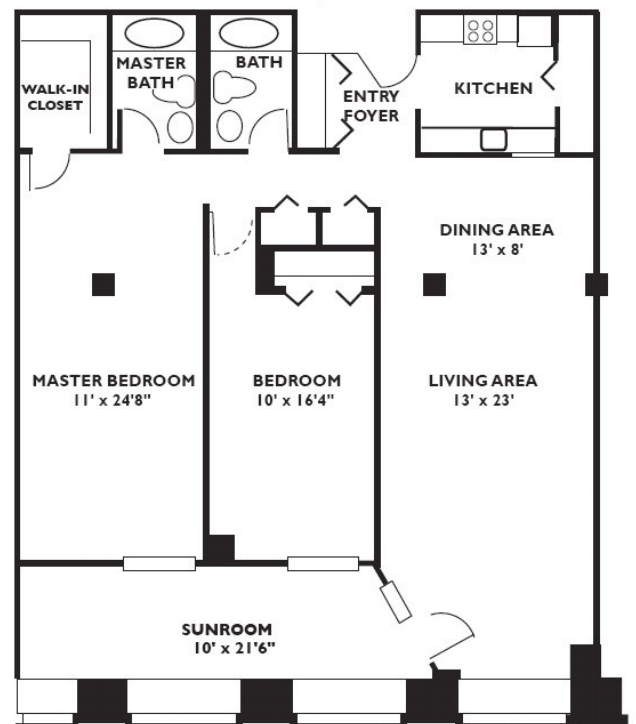 MASTER
BATH
BATH
WALK-IN
CLOSET
ENTRY
FOYER
KITCHEN
DINING AREA
13' x 8'
MASTER BEDROOM
11' x 24'8"
BEDROOM
10' x 16'4"
LIVING AREA
13' x 23'
SUNROOM
10' x 21'6"